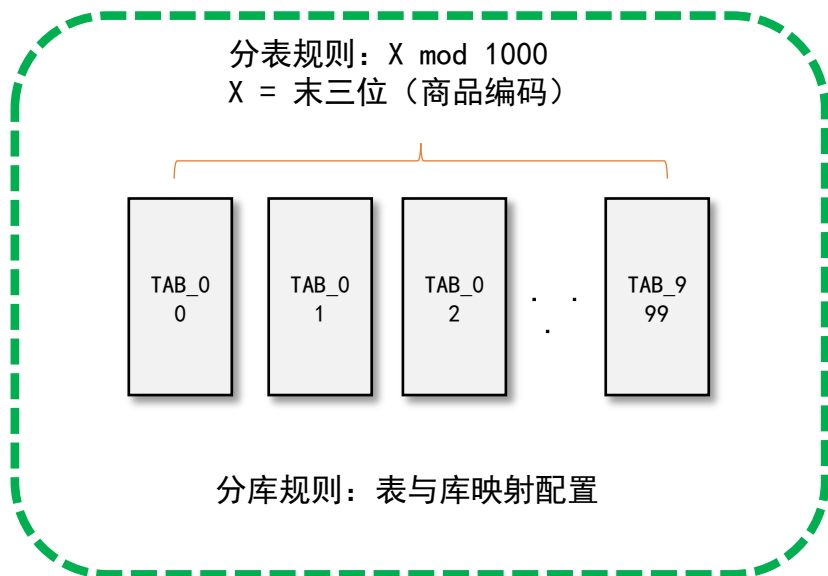 分表规则：X mod 1000
X = 末三位（商品编码）
TAB_0
0
TAB_0
1
TAB_0
2
. . .
TAB_9
99
分库规则：表与库映射配置